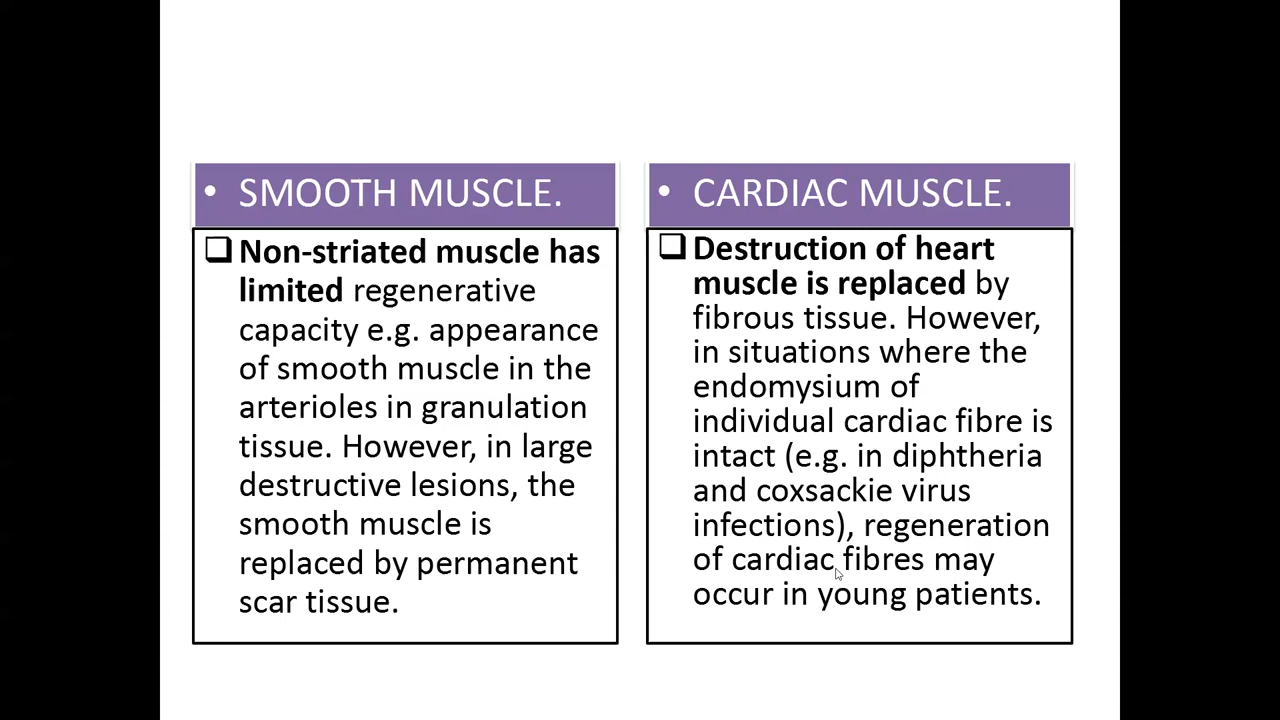 • SMOOTH MUSCLE.
❑ Non-striated muscle has
limited regenerative
capacity e.g. appearance
of smooth muscle in the
arterioles in granulation
tissue. However, in large
destructive lesions, the
smooth muscle is
replaced by permanent
scar tissue.
• CARDIAC MUSCLE.
❑ Destruction of heart
muscle is replaced by
fibrous tissue. However,
in situations where the
endomysium of
individual cardiac fibre is
intact (e.g. in diphtheria
and coxsackie virus
infections), regeneration
of cardiac fibres may
occur in young patients.